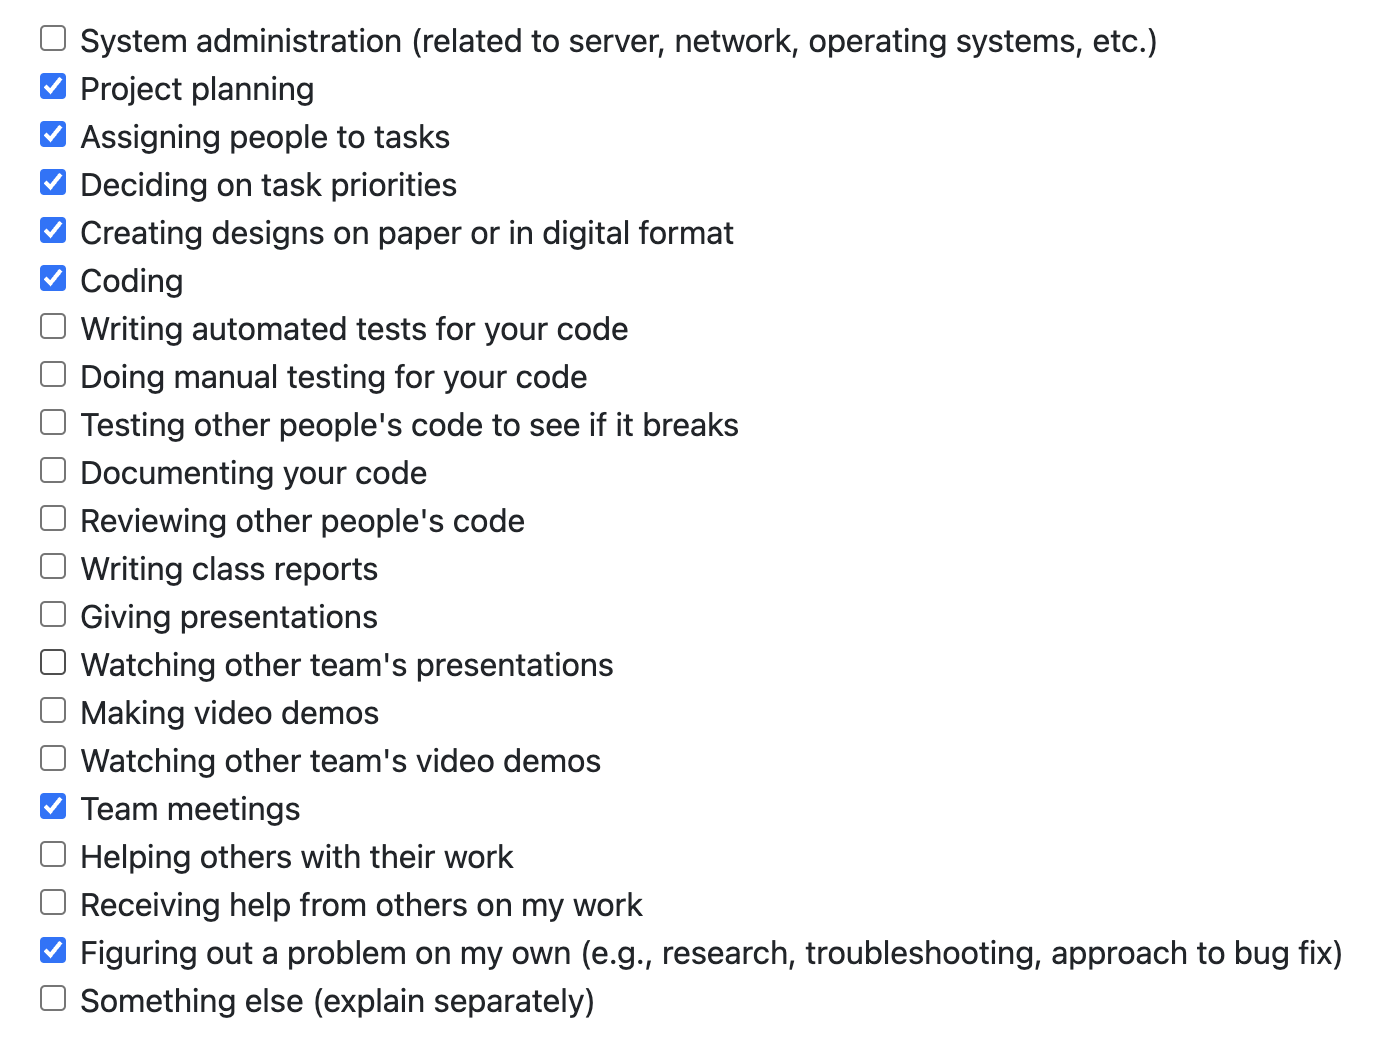 System administration (related to server, network, operating systems, etc.)
Project planning
Assigning people to tasks
Deciding on task priorities
Creating designs on paper or in digital format
Coding
Writing automated tests for your code
Doing manual testing for your code
Testing other people's code to see if it breaks
Documenting your code
Reviewing other people's code
Writing class reports
Giving presentations
Watching other team's presentations
Making video demos
Watching other team's video demos
Team meetings
Helping others with their work
Receiving help from others on my work
Figuring out a problem on my own (e.g., research, troubleshooting, approach to bug fix)
Something else (explain separately)